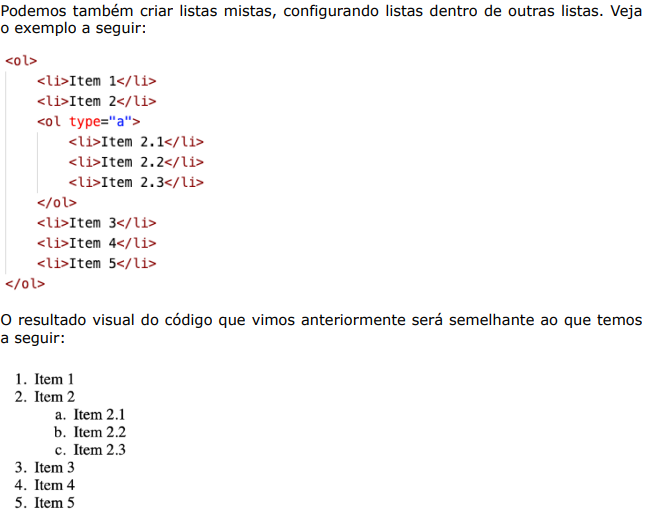 Podemos também criar listas mistas, configurando listas dentro de outras listas. Veja
o exemplo a seguir:
<ol>
<li>Item 1</li>
<li>Item 2</li>
<ol type="a">
<li>Item 2.1</li>
<li>Item 2.2</li>
<li>Item 2.3</li>
</ol>
<li>Item 3</li>
<li>Item 4</li>
<li>Item 5</li>
</ol>
O resultado visual do código que vimos anteriormente será semelhante ao que temos
a seguir:
1. Item 1
2. Item 2
a. Item 2.1
b. Item 2.2
c. Item 2.3
3. Item 3
4. Item 4
5. Item 5